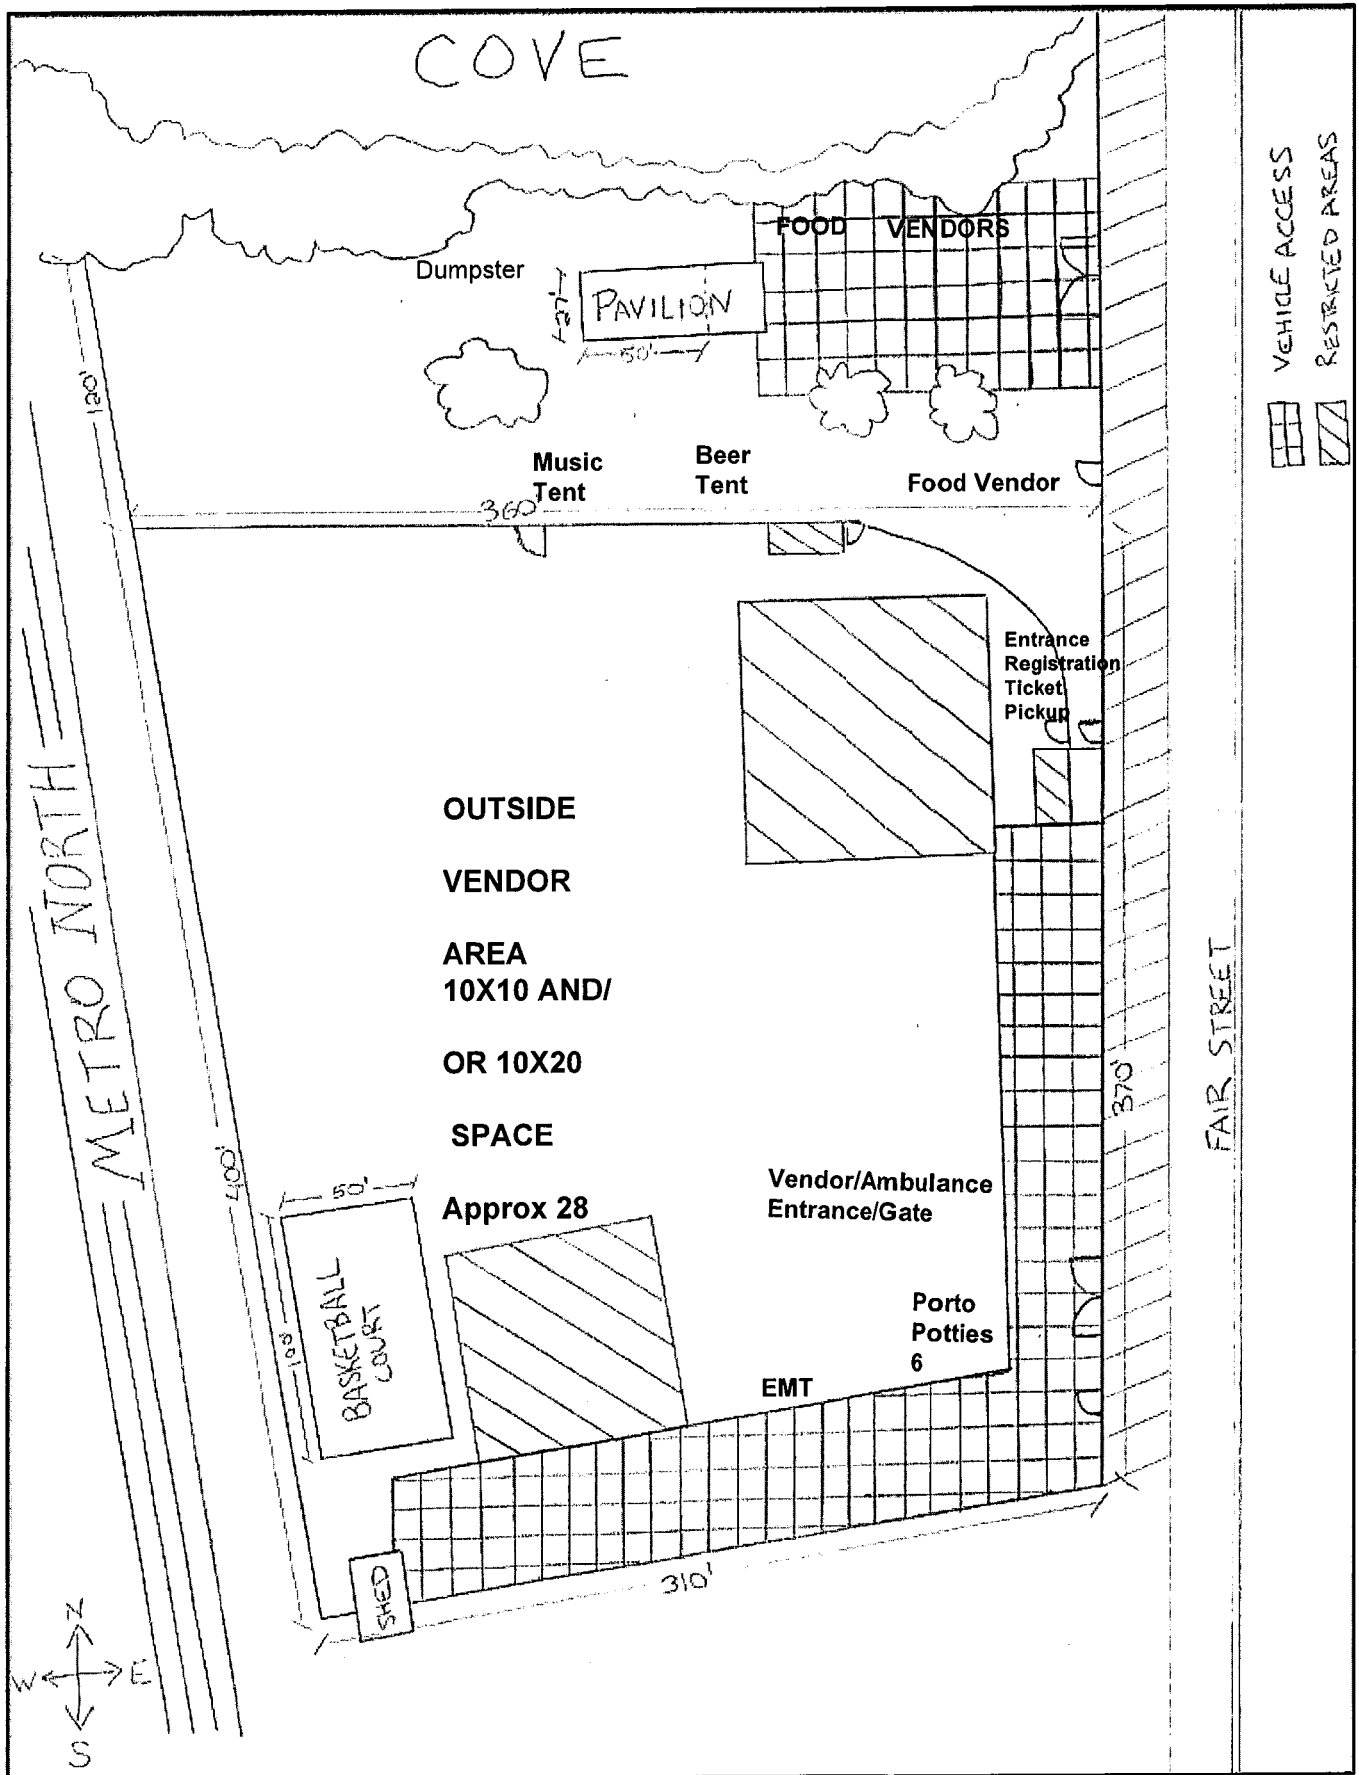 COVE
VEHICLE ACCESS
RESTRICTED AREAS
FOOD VENDORS
Dumpster
27'
PAVILION
50'
120'
Music
Tent
Beer
Tent
Food Vendor
360'
Entrance
Registration
Ticket
Pickup
METRO NORTH
OUTSIDE
VENDOR
AREA
10X10 AND/
OR 10X20
SPACE
Approx 28
FAIR STREET
370'
400'
50'
Vendor/Ambulance
Entrance/Gate
BASKETBALL
COURT
100'
Porto
Potties
6
EMT
SHED
310'
N
W
E
S